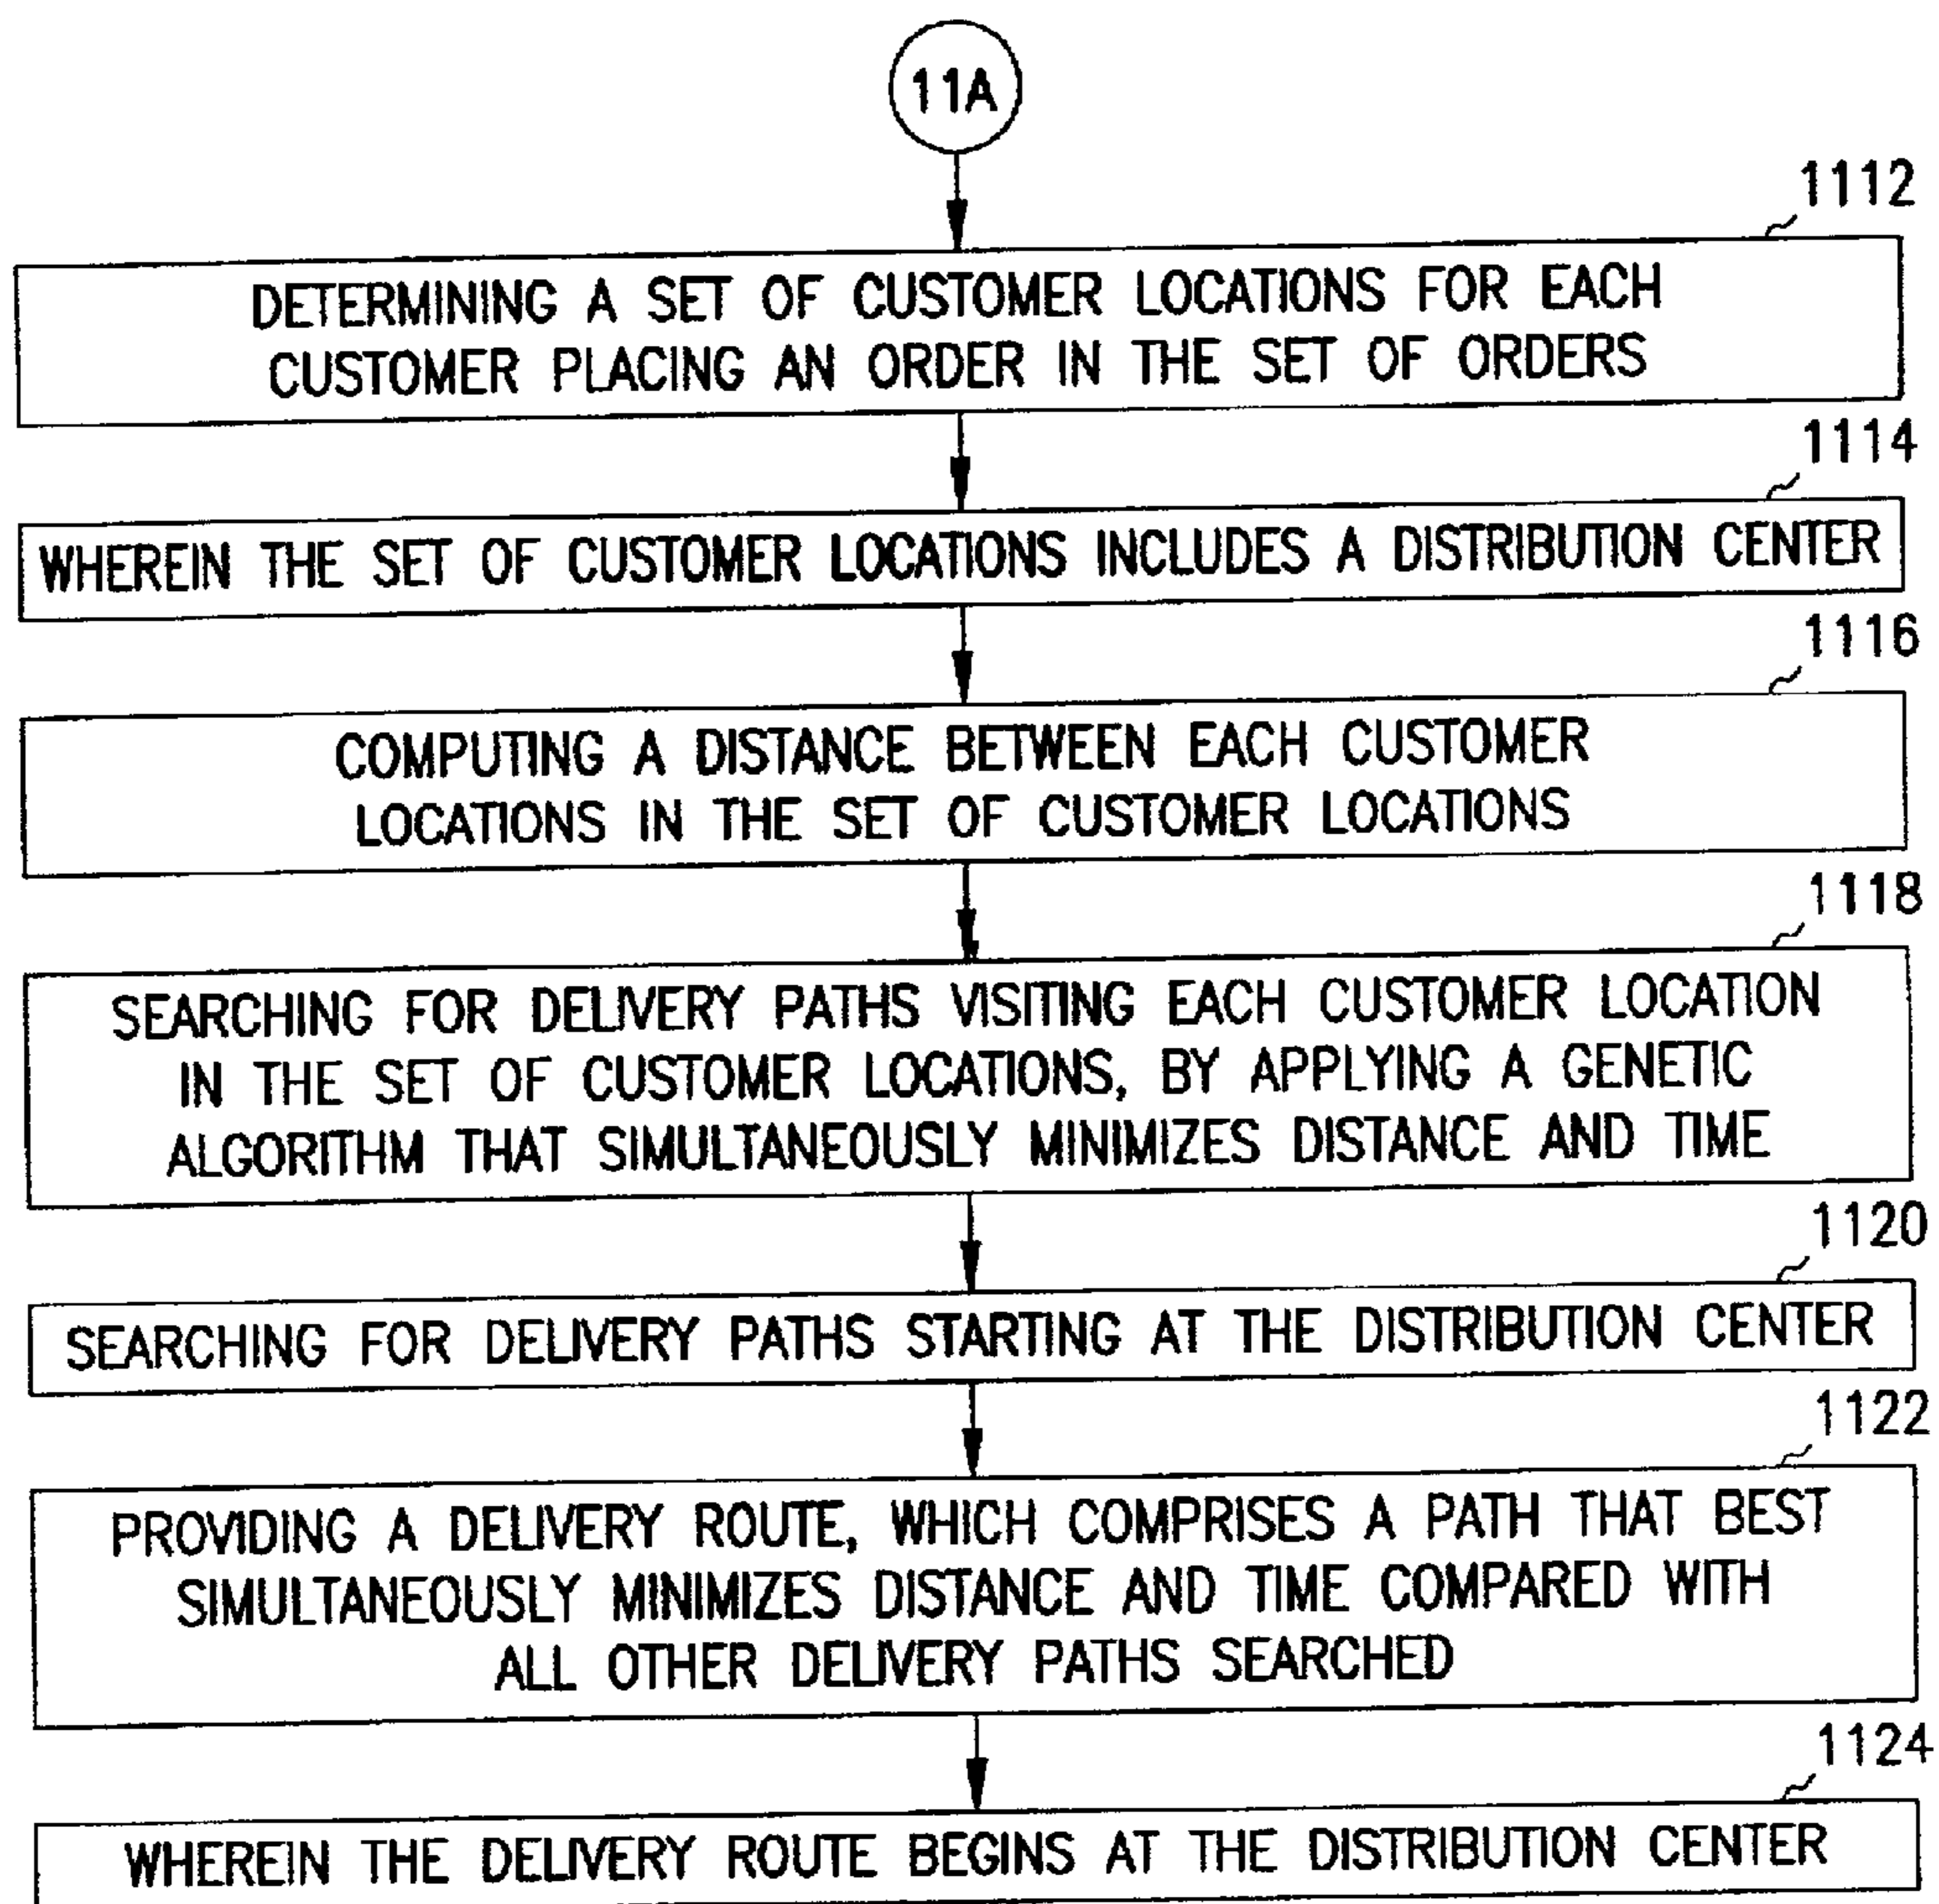 11A
1112
DETERMINING A SET OF CUSTOMER LOCATIONS FOR EACH
CUSTOMER PLACING AN ORDER IN THE SET OF ORDERS
1114
WHEREIN THE SET OF CUSTOMER LOCATIONS INCLUDES A DISTRIBUTION CENTER
1116
COMPUTING A DISTANCE BETWEEN EACH CUSTOMER
LOCATIONS IN THE SET OF CUSTOMER LOCATIONS
1118
SEARCHING FOR DELIVERY PATHS VISITING EACH CUSTOMER LOCATION
IN THE SET OF CUSTOMER LOCATIONS, BY APPLYING A GENETIC
ALGORITHM THAT SIMULTANEOUSLY MINIMIZES DISTANCE AND TIME
1120
SEARCHING FOR DELIVERY PATHS STARTING AT THE DISTRIBUTION CENTER
1122
PROVIDING A DELIVERY ROUTE, WHICH COMPRISES A PATH THAT BEST
SIMULTANEOUSLY MINIMIZES DISTANCE AND TIME COMPARED WITH
ALL OTHER DELIVERY PATHS SEARCHED
1124
WHEREIN THE DELIVERY ROUTE BEGINS AT THE DISTRIBUTION CENTER